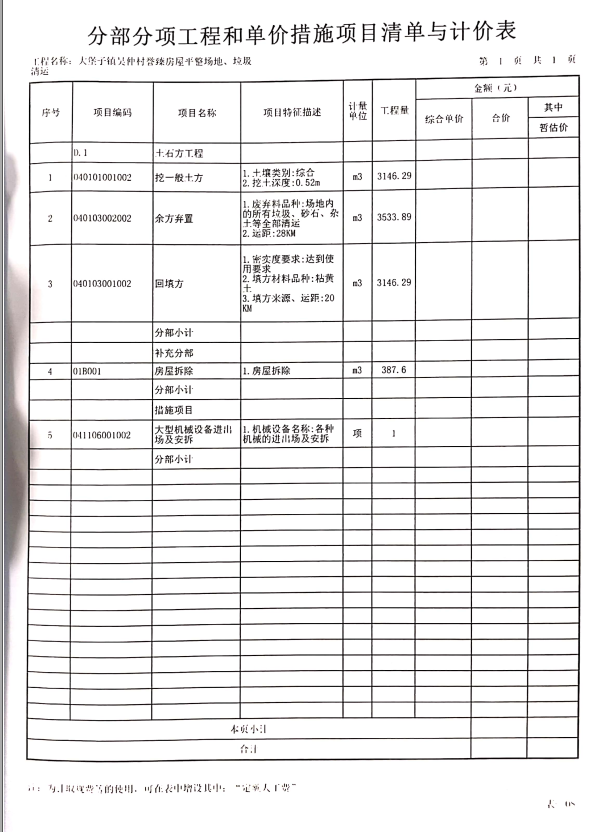 分部分项工程和单价措施项目清单与计价表
工程名称：大堡子镇吴仲村誉臻房屋平整场地、垃圾
清运
第 1 页 共 1 页
序号 项目编码 项目名称 项目特征描述 计量单位 工程量 金额（元）
综合单价 合价 其中
暂估价
0.1 土石方工程
1 040101001002 挖一般土方 1.土壤类别:综合
2.挖土深度:0.52m
m3 3146.29
2 040103002002 余方弃置 1.废弃料品种:场地内
的所有垃圾、砂石、杂
土等全部清运
2.运距:28KM
m3 3533.89
3 040103001002 回填方 1.密实度要求:达到使
用要求
2.填方材料品种:粘黄
土
3.填方来源、运距:20
KM
m3 3146.29
分部小计
补充分部
4 01B001 房屋拆除 1.房屋拆除 m3 387.6
分部小计
措施项目
5 041106001002 大型机械设备进出
场及安拆
1.机械设备名称:各种
机械的进出场及安拆
项 1
分部小计
本页小计
合计
注：为计取规费等的使用，可在表中增设其中："定额人工费"
表-08